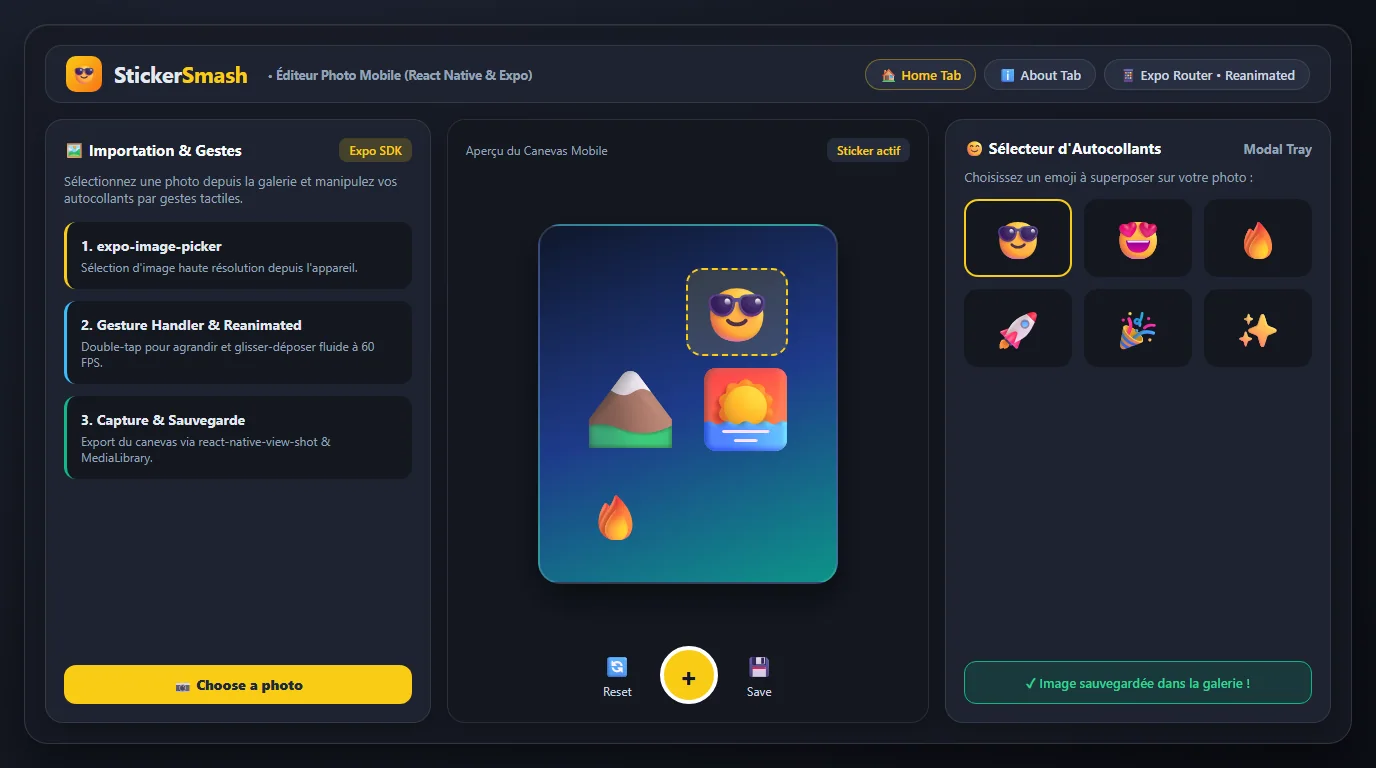 StickerSmash
• Éditeur Photo Mobile (React Native & Expo)
Home Tab
About Tab
Expo Router • Reanimated
Importation & Gestes
Expo SDK
Sélectionnez une photo depuis la galerie et manipulez vos
autocollants par gestes tactiles.
1. expo-image-picker
Sélection d'image haute résolution depuis l'appareil.
2. Gesture Handler & Reanimated
Double-tap pour agrandir et glisser-déposer fluide à 60
FPS.
3. Capture & Sauvegarde
Export du canevas via react-native-view-shot &
MediaLibrary.
Choose a photo
Aperçu du Canevas Mobile
Sticker actif
+
Reset
Save
Sélecteur d'Autocollants
Modal Tray
Choisissez un emoji à superposer sur votre photo :
✓ Image sauvegardée dans la galerie !